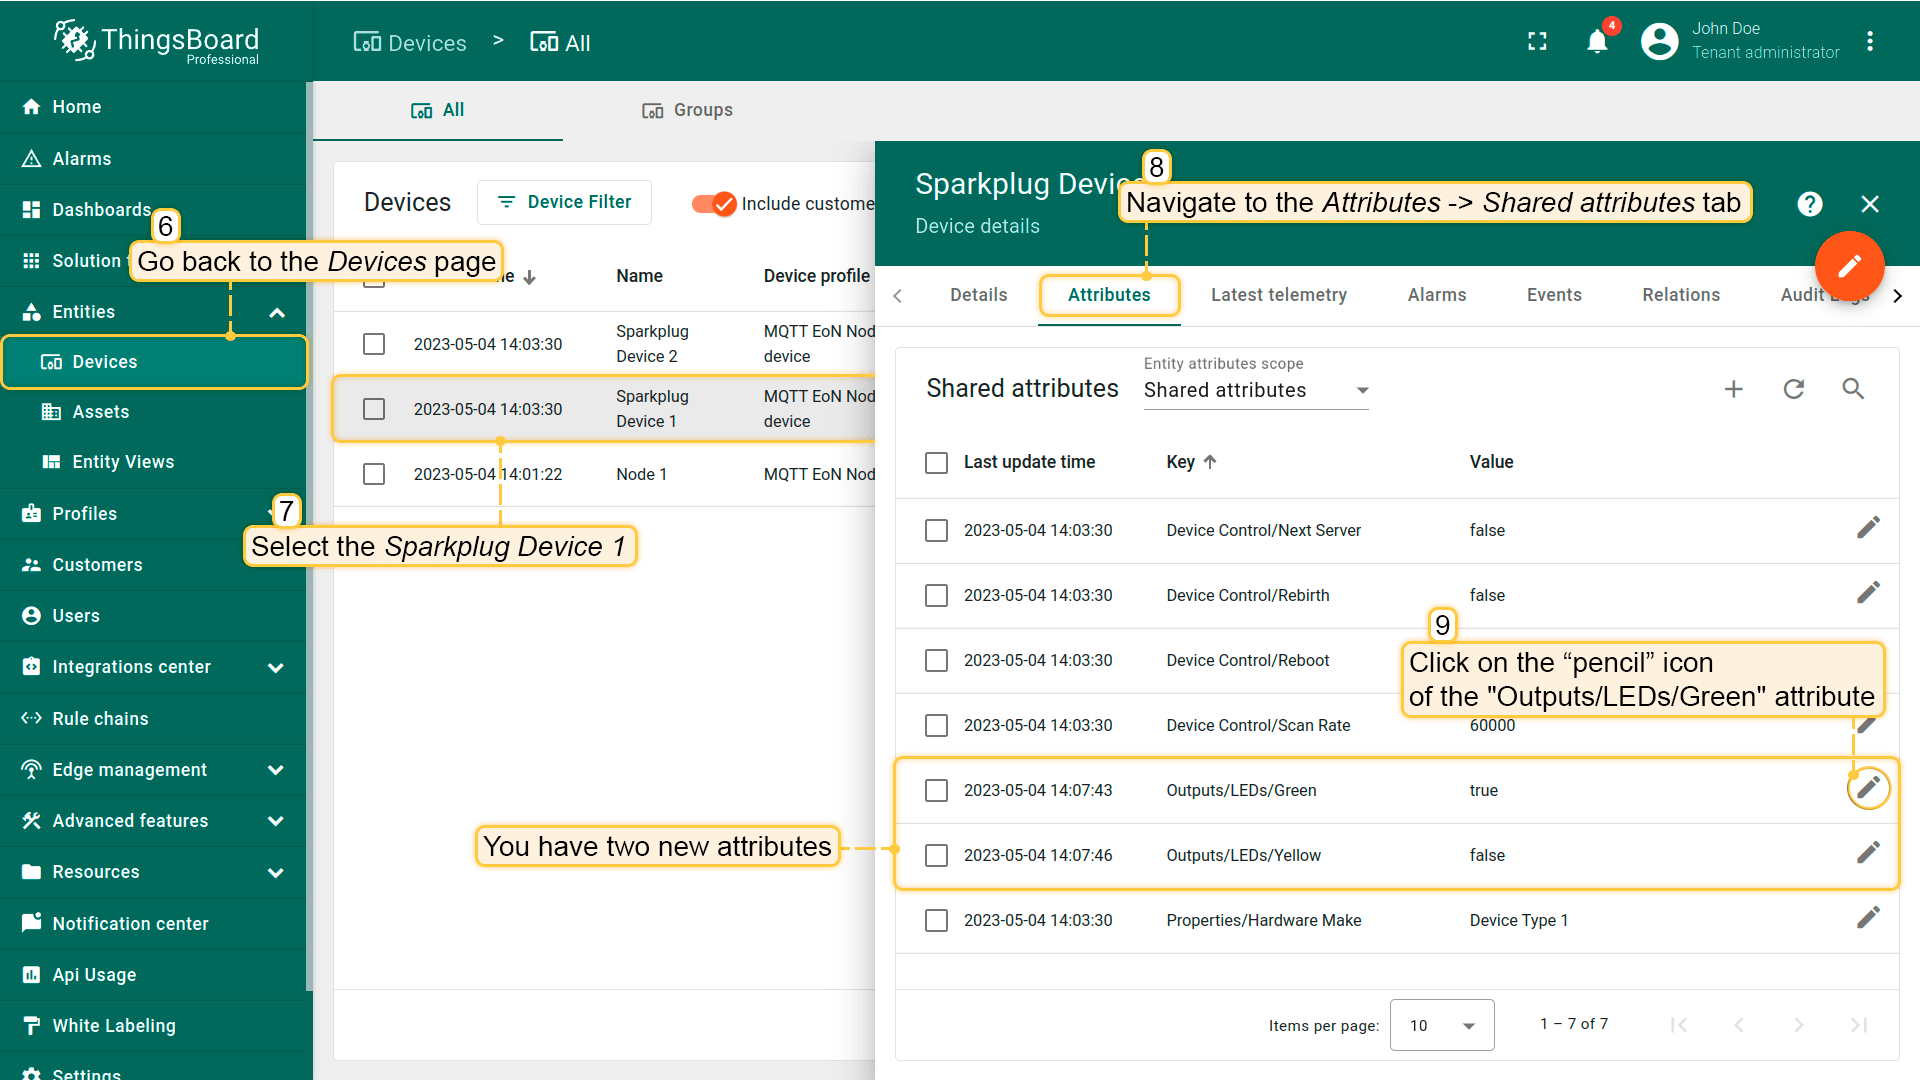 ThingsBoard
Professional
Devices > All
4
John Doe
Tenant administrator
Home
Alarms
Dashboards
Solution
Entities
Devices
Assets
Entity Views
Profiles
Customers
Users
Integrations center
Rule chains
Edge management
Advanced features
Resources
Notification center
Api Usage
White Labeling
Settings
6
Go back to the Devices page
7
Select the Sparkplug Device 1
All
Groups
Devices
Device Filter
Include custome
Name
Device profile
2023-05-04 14:03:30
Sparkplug
Device 2
MQTT EoN Nod
device
2023-05-04 14:03:30
Sparkplug
Device 1
MQTT EoN Nod
device
2023-05-04 14:01:22
Node 1
MQTT EoN Nod
You have two new attributes
8
Navigate to the Attributes -> Shared attributes tab
Sparkplug Devic
Device details
?
Details
Attributes
Latest telemetry
Alarms
Events
Relations
Audit
Shared attributes
Entity attributes scope
Shared attributes
Last update time
Key
Value
2023-05-04 14:03:30
Device Control/Next Server
false
2023-05-04 14:03:30
Device Control/Rebirth
false
2023-05-04 14:03:30
Device Control/Reboot
9
Click on the “pencil” icon
of the "Outputs/LEDs/Green" attribute
2023-05-04 14:03:30
Device Control/Scan Rate
60000
2023-05-04 14:07:43
Outputs/LEDs/Green
true
2023-05-04 14:07:46
Outputs/LEDs/Yellow
false
2023-05-04 14:03:30
Properties/Hardware Make
Device Type 1
Items per page:
10
1 – 7 of 7